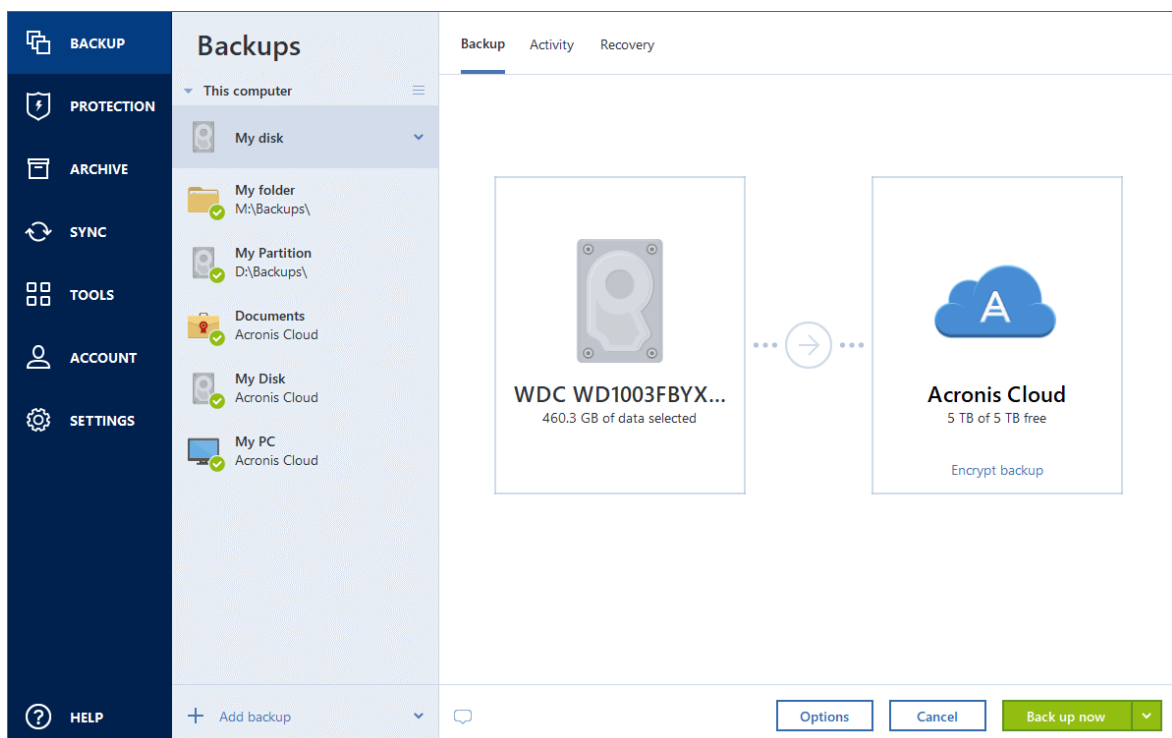 BACKUP
PROTECTION
ARCHIVE
SYNC
TOOLS
ACCOUNT
SETTINGS
HELP
Backups
This computer
My disk
My folder
M:\Backups\
My Partition
D:\Backups\
Documents
Acronis Cloud
My Disk
Acronis Cloud
My PC
Acronis Cloud
Add backup
Backup Activity Recovery
WDC WD1003FBYX...
460.3 GB of data selected
A
Acronis Cloud
5 TB of 5 TB free
Encrypt backup
Options Cancel Back up now